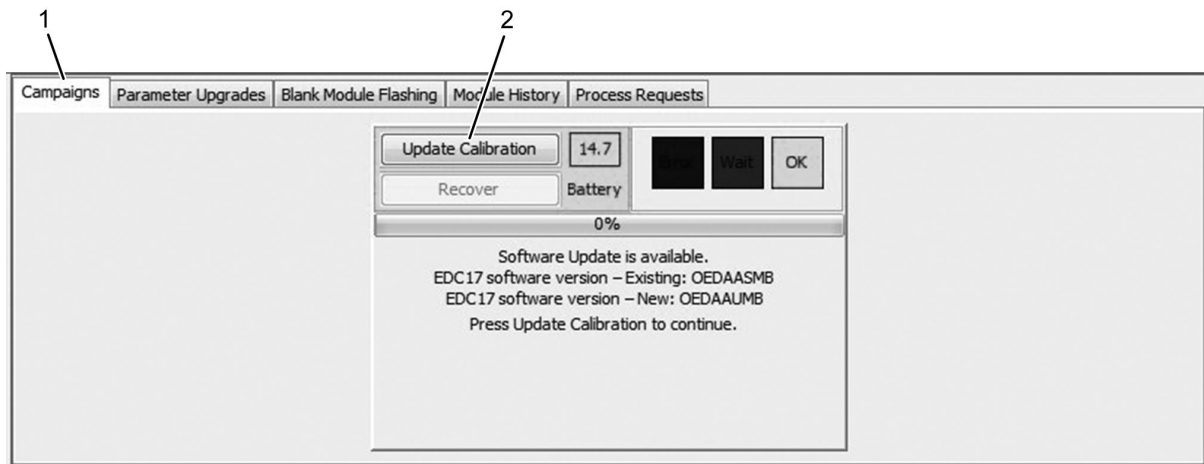 1 2
Campaigns Parameter Upgrades Blank Module Flashing Module History Process Requests
Update Calibration 14.7 Wait OK
Recover Battery
0%
Software Update is available.
EDC17 software version – Existing: OEDAASMB
EDC17 software version – New: OEDAAUMB
Press Update Calibration to continue.